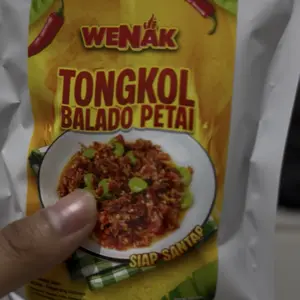 WENAK
TONGKOL
BALADO PETAI
SIAP SANTAP